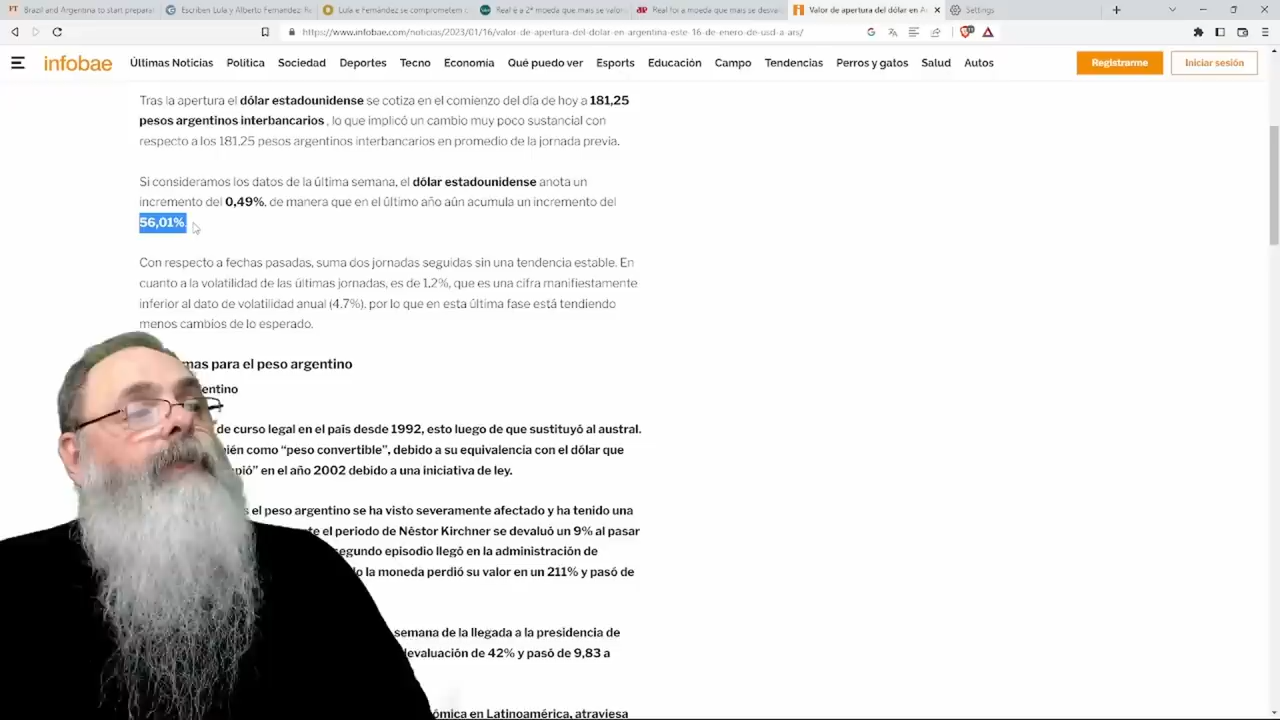 Brazil and Argentina to start preparat
Escriben Lula y Alberto Fernández: Re
Lula e Fernández se comprometem c
Real é a 2ª moeda que mais se valor
Real foi a moeda que mais se desval
Valor de apertura del dólar en A
Settings
https://www.infobae.com/noticias/2023/01/16/valor-de-apertura-del-dolar-en-argentina-este-16-de-enero-de-usd-a-ars/
infobae
Últimas Noticias
Política
Sociedad
Deportes
Tecno
Economía
Qué puedo ver
Esports
Educación
Campo
Tendencias
Perros y gatos
Salud
Autos
Registrarme
Iniciar sesión
Tras la apertura el dólar estadounidense se cotiza en el comienzo del día de hoy a 181,25
pesos argentinos interbancarios , lo que implicó un cambio muy poco sustancial con
respecto a los 181,25 pesos argentinos interbancarios en promedio de la jornada previa.
Si consideramos los datos de la última semana, el dólar estadounidense anota un
incremento del 0,49%, de manera que en el último año aún acumula un incremento del
56,01%.
Con respecto a fechas pasadas, suma dos jornadas seguidas sin una tendencia estable. En
cuanto a la volatilidad de las últimas jornadas, es de 1,2%, que es una cifra manifiestamente
inferior al dato de volatilidad anual (4,7%), por lo que en esta última fase está tendiendo
menos cambios de lo esperado.
mas para el peso argentino
entino
de curso legal en el país desde 1992, esto luego de que sustituyó al austral.
bién como “peso convertible”, debido a su equivalencia con el dólar que
pió” en el año 2002 debido a una iniciativa de ley.
s el peso argentino se ha visto severamente afectado y ha tenido una
te el periodo de Néstor Kirchner se devaluó un 9% al pasar
segundo episodio llegó en la administración de
o la moneda perdió su valor en un 211% y pasó de
semana de la llegada a la presidencia de
devaluación de 42% y pasó de 9,83 a
ómica en Latinoamérica, atraviesa